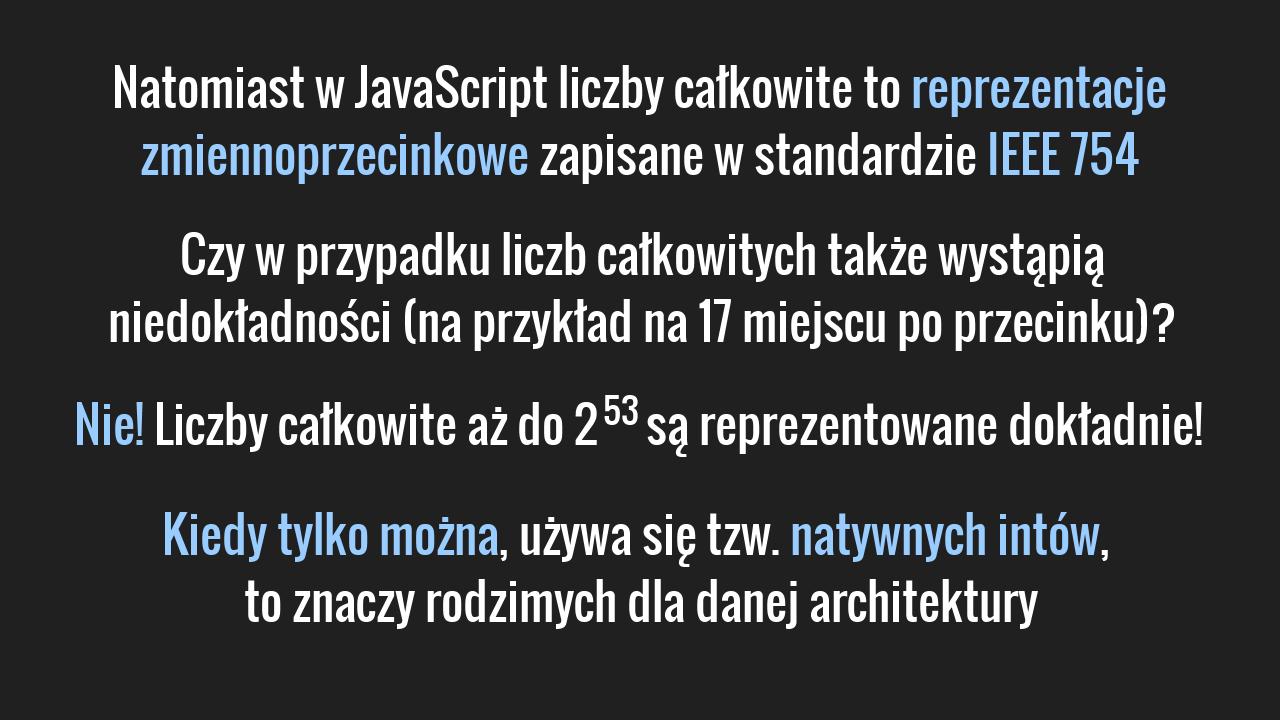 Natomiast w JavaScript liczby całkowite to reprezentacje
zmiennoprzecinkowe zapisane w standardzie IEEE 754
Czy w przypadku liczb całkowitych także wystąpią
niedokładności (na przykład na 17 miejscu po przecinku)?
Nie! Liczby całkowite aż do 2⁵³ są reprezentowane dokładnie!
Kiedy tylko można, używa się tzw. natywnych intów,
to znaczy rodzimych dla danej architektury